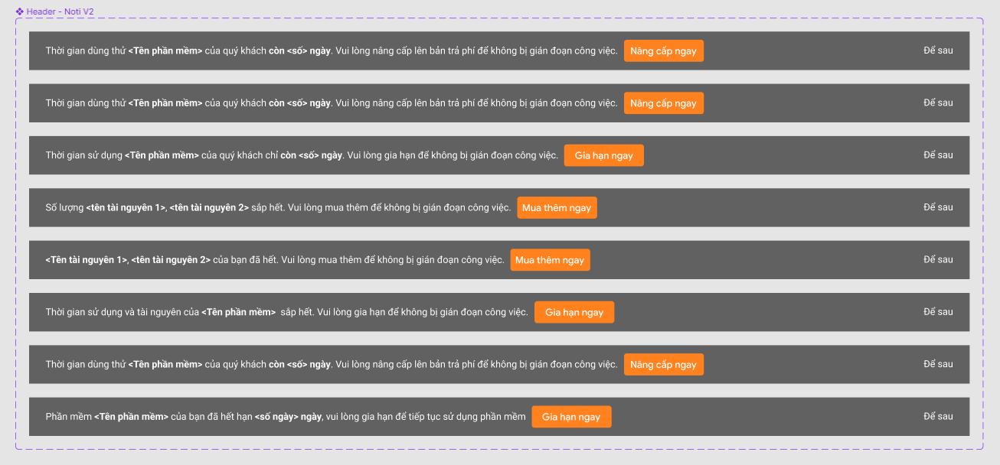 Header - Noti V2
Thời gian dùng thử <Tên phần mềm> của quý khách còn <số> ngày. Vui lòng nâng cấp lên bản trả phí để không bị gián đoạn công việc. Nâng cấp ngay Để sau
Thời gian dùng thử <Tên phần mềm> của quý khách còn <số> ngày. Vui lòng nâng cấp lên bản trả phí để không bị gián đoạn công việc. Nâng cấp ngay Để sau
Thời gian sử dụng <Tên phần mềm> của quý khách chỉ còn <số> ngày. Vui lòng gia hạn để không bị gián đoạn công việc. Gia hạn ngay Để sau
Số lượng <tên tài nguyên 1>, <tên tài nguyên 2> sắp hết. Vui lòng mua thêm để không bị gián đoạn công việc. Mua thêm ngay Để sau
<Tên tài nguyên 1>, <tên tài nguyên 2> của bạn đã hết. Vui lòng mua thêm để không bị gián đoạn công việc. Mua thêm ngay Để sau
Thời gian sử dụng và tài nguyên của <Tên phần mềm> sắp hết. Vui lòng gia hạn để không bị gián đoạn công việc. Gia hạn ngay Để sau
Thời gian dùng thử <Tên phần mềm> của quý khách còn <số> ngày. Vui lòng nâng cấp lên bản trả phí để không bị gián đoạn công việc. Nâng cấp ngay Để sau
Phần mềm <Tên phần mềm> của bạn đã hết hạn <số ngày> ngày, vui lòng gia hạn để tiếp tục sử dụng phần mềm Gia hạn ngay Để sau